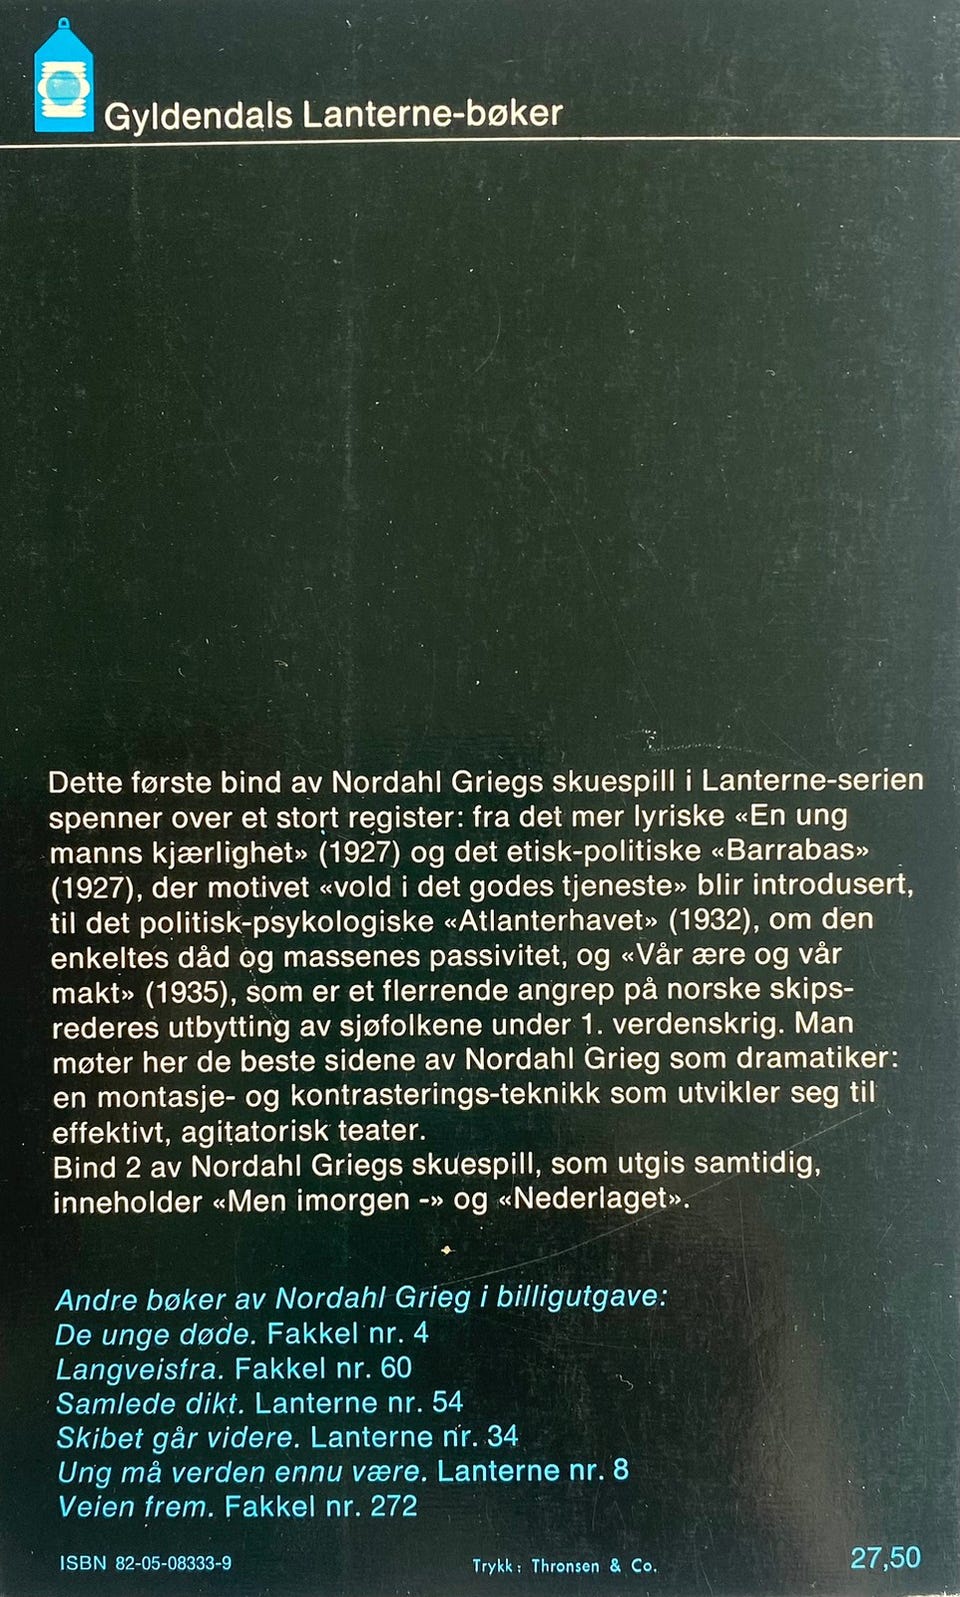 Gyldendals Lanterne-bøker
Dette første bind av Nordahl Griegs skuespill i Lanterne-serien
spenner over et stort register: fra det mer lyriske «En ung
manns kjærlighet» (1927) og det etisk-politiske «Barrabas»
(1927), der motivet «vold i det godes tjeneste» blir introdusert,
til det politisk-psykologiske «Atlanterhavet» (1932), om den
enkeltes dåd og massenes passivitet, og «Vår ære og vår
makt» (1935), som er et flerrende angrep på norske skips-
rederes utbytting av sjøfolkene under 1. verdenskrig. Man
møter her de beste sidene av Nordahl Grieg som dramatiker:
en montasje- og kontrasterings-teknikk som utvikler seg til
effektivt, agitatorisk teater.
Bind 2 av Nordahl Griegs skuespill, som utgis samtidig,
inneholder «Men imorgen -» og «Nederlaget».
Andre bøker av Nordahl Grieg i billigutgave:
De unge døde. Fakkel nr. 4
Langveisfra. Fakkel nr. 60
Samlede dikt. Lanterne nr. 54
Skibet går videre. Lanterne nr. 34
Ung må verden ennu være. Lanterne nr. 8
Veien frem. Fakkel nr. 272
ISBN 82-05-08333-9
Trykk: Thronsen & Co.
27,50